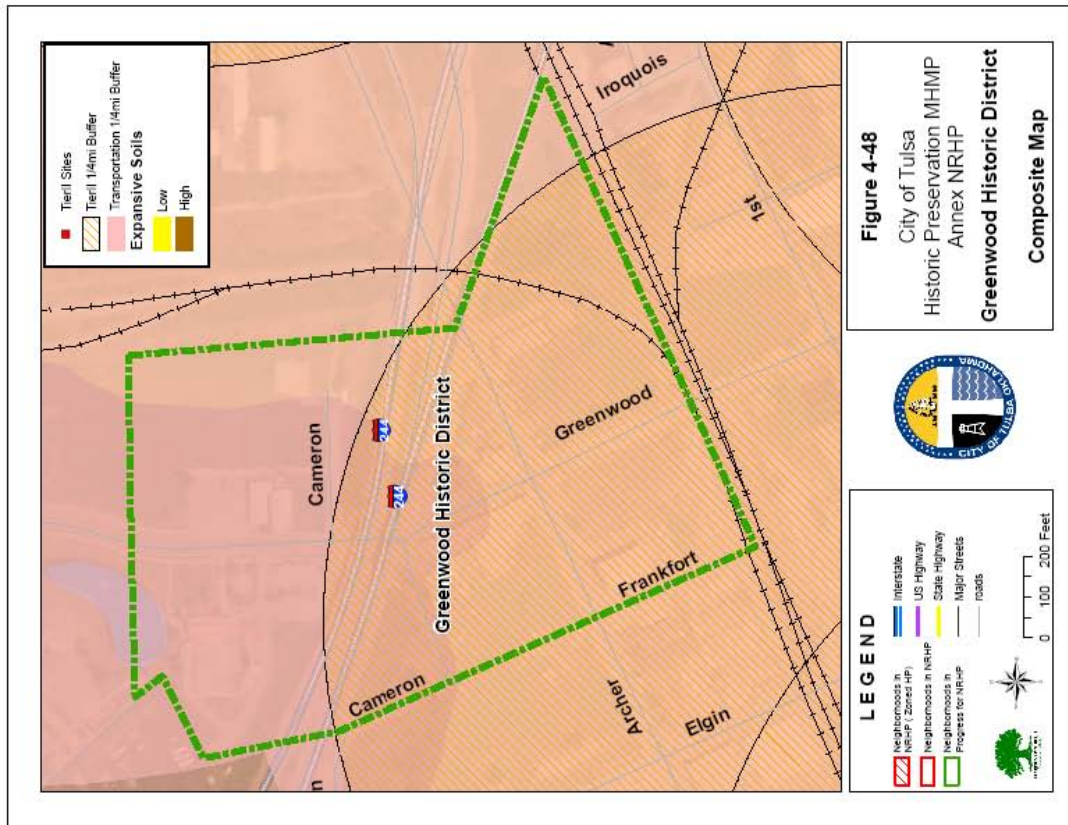 TierII Sites
TierII 1/4mi Buffer
Transportation 1/4mi Buffer
Expansive Soils
Low
High
Iroquois
1st
Cameron
244
244
Greenwood Historic District
Greenwood
Frankfort
Cameron
Archer
Elgin
n
LEGEND
Neighborhoods in
NRHP ( Zoned HP)
Neighborhoods in NRHP
Neighborhoods in
Progress for NRHP
Interstate
US Highway
State Highway
Major Streets
roads
0 100 200 Feet
CITY OF TULSA OKLAHOMA
Figure 4-48
City of Tulsa
Historic Preservation MHMP
Annex NRHP
Greenwood Historic District
Composite Map